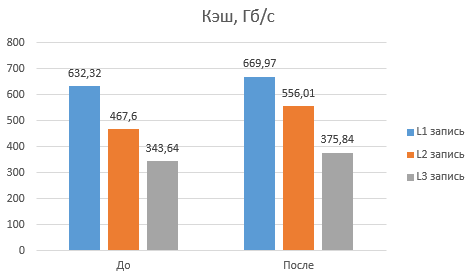 Кэш, Гб/с
800
700
600
500
400
300
200
100
0
632,32
467,6
343,64
669,97
556,01
375,84
До
После
L1 запись
L2 запись
L3 запись